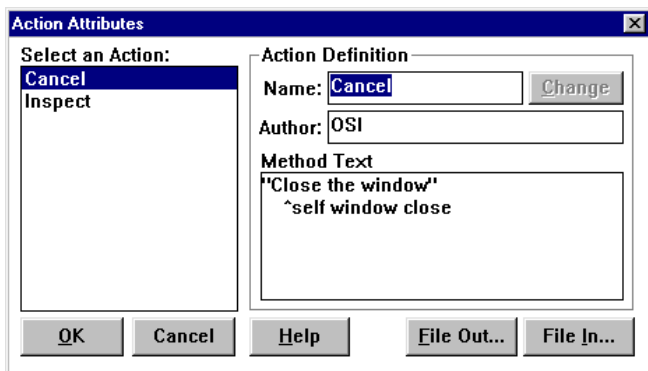 Action Attributes
Select an Action:
Cancel
Inspect
Action Definition
Name: Cancel Change
Author: OSI
Method Text
"Close the window"
^self window close
OK Cancel Help File Out... File In...